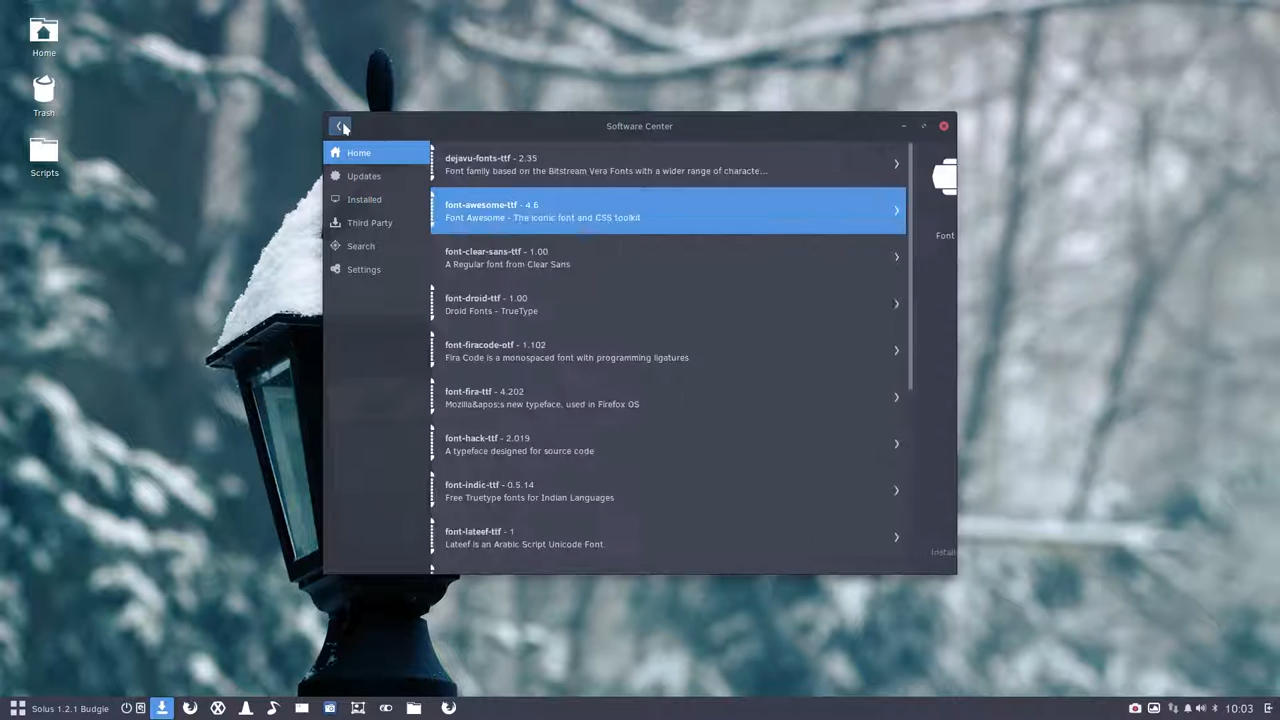 Home
Trash
Scripts
Software Center
Home
Updates
Installed
Third Party
Search
Settings
dejavu-fonts-ttf - 2.35
Font family based on the Bitstream Vera Fonts with a wider range of characte...
font-awesome-ttf - 4.6
Font Awesome - The iconic font and CSS toolkit
font-clear-sans-ttf - 1.00
A Regular font from Clear Sans
font-droid-ttf - 1.00
Droid Fonts - TrueType
font-firacode-otf - 1.102
Fira Code is a monospaced font with programming ligatures
font-fira-ttf - 4.202
Mozilla&apos;s new typeface, used in Firefox OS
font-hack-ttf - 2.019
A typeface designed for source code
font-indic-ttf - 0.5.14
Free Truetype fonts for Indian Languages
font-lateef-ttf - 1
Lateef is an Arabic Script Unicode Font
Font
Install
Solus 1.2.1 Budgie
10:03